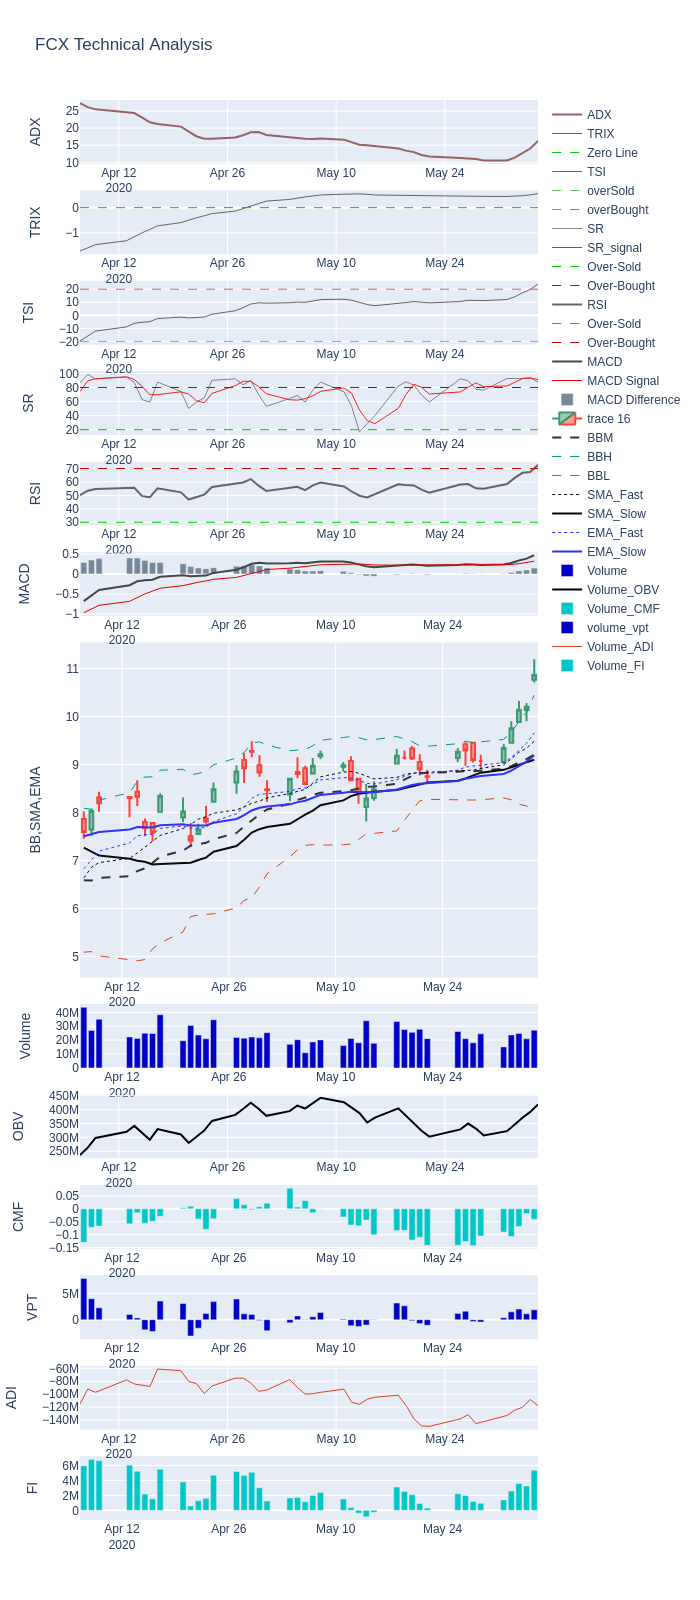 FCX Technical Analysis
ADX
25
20
15
10
Apr 12
2020
Apr 26
May 10
May 24
TRIX
0
−1
Apr 12
2020
Apr 26
May 10
May 24
TSI
20
10
0
−10
−20
Apr 12
2020
Apr 26
May 10
May 24
SR
100
80
60
40
20
Apr 12
2020
Apr 26
May 10
May 24
RSI
70
60
50
40
30
Apr 12
2020
Apr 26
May 10
May 24
MACD
0.5
0
−0.5
−1
Apr 12
2020
Apr 26
May 10
May 24
BB,SMA,EMA
11
10
9
8
7
6
5
Apr 12
2020
Apr 26
May 10
May 24
Volume
40M
30M
20M
10M
0
Apr 12
2020
Apr 26
May 10
May 24
OBV
450M
400M
350M
300M
250M
Apr 12
2020
Apr 26
May 10
May 24
CMF
0.05
0
−0.05
−0.1
−0.15
Apr 12
2020
Apr 26
May 10
May 24
VPT
5M
0
Apr 12
2020
Apr 26
May 10
May 24
ADI
−60M
−80M
−100M
−120M
−140M
Apr 12
2020
Apr 26
May 10
May 24
FI
6M
4M
2M
0
Apr 12
2020
Apr 26
May 10
May 24
ADX
TRIX
Zero Line
TSI
overSold
overBought
SR
SR_signal
Over-Sold
Over-Bought
RSI
Over-Sold
Over-Bought
MACD
MACD Signal
MACD Difference
trace 16
BBM
BBH
BBL
SMA_Fast
SMA_Slow
EMA_Fast
EMA_Slow
Volume
Volume_OBV
Volume_CMF
volume_vpt
Volume_ADI
Volume_FI